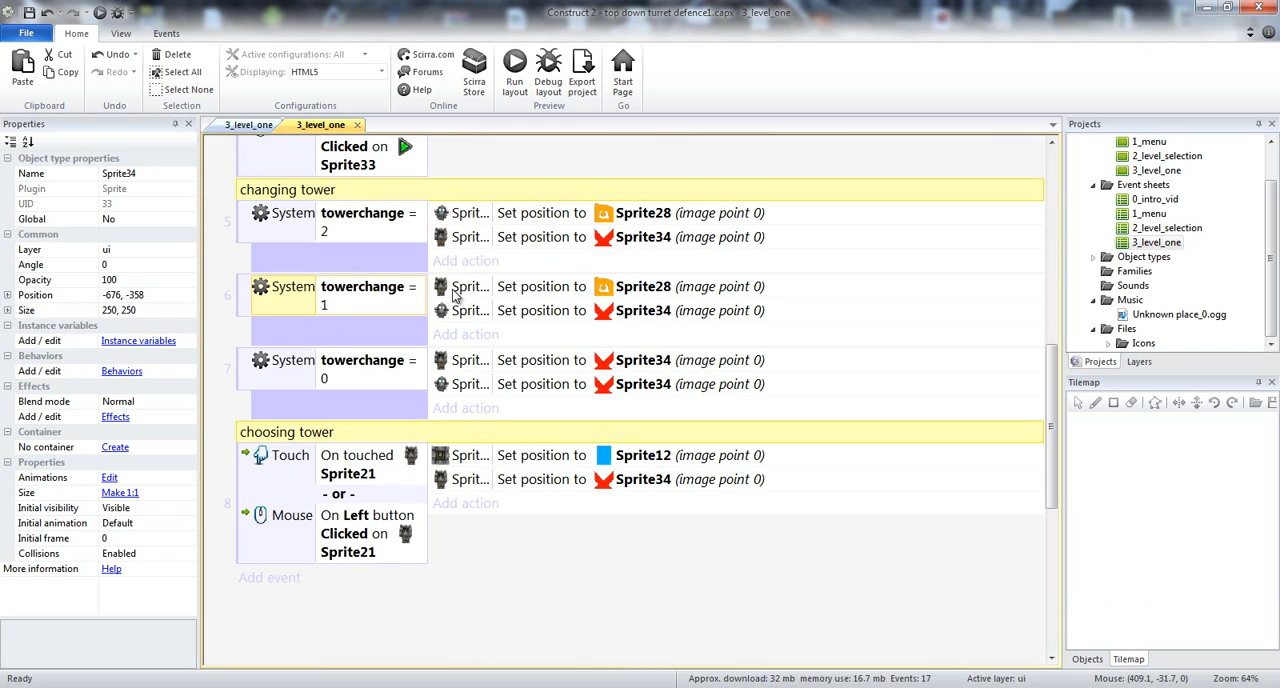 Construct 2 - top down turret defence1.capx - 3_level_one
File Home View Events
Paste Cut Copy Clipboard
Undo Redo Undo
Delete Select All Select None Selection
Active configurations: All
Displaying: HTML5
Configurations
Scirra.com Forums Help Scirra Store Online
Run layout Debug layout Export project Preview
Start Page Go
Properties
3_level_one 3_level_one
Object type properties
Name Sprite34
Plugin Sprite
UID 33
Global No
Common
Layer ui
Angle 0
Opacity 100
Position -676, -358
Size 250, 250
Instance variables
Add / edit Instance variables
Behaviors
Add / edit Behaviors
Effects
Blend mode Normal
Add / edit Effects
Container
No container Create
Properties
Animations Edit
Size Make 1:1
Initial visibility Visible
Initial animation Default
Initial frame 0
Collisions Enabled
More information Help
Clicked on
Sprite33
changing tower
5 System towerchange = 2
Sprit... Set position to Sprite28 (image point 0)
Sprit... Set position to Sprite34 (image point 0)
Add action
6 System towerchange = 1
Sprit... Set position to Sprite28 (image point 0)
Sprit... Set position to Sprite34 (image point 0)
Add action
7 System towerchange = 0
Sprit... Set position to Sprite34 (image point 0)
Sprit... Set position to Sprite34 (image point 0)
Add action
choosing tower
8 Touch On touched Sprite21
- or -
Mouse On Left button Clicked on Sprite21
Sprit... Set position to Sprite12 (image point 0)
Sprit... Set position to Sprite34 (image point 0)
Add action
Add event
Projects
1_menu
2_level_selection
3_level_one
Event sheets
0_intro_vid
1_menu
2_level_selection
3_level_one
Object types
Families
Sounds
Music
Unknown place_0.ogg
Files
Icons
Projects Layers
Tilemap
Objects Tilemap
Ready
Approx. download: 32 mb memory use: 16.7 mb Events: 17
Active layer: ui
Mouse: (409.1, -31.7, 0)
Zoom: 64%